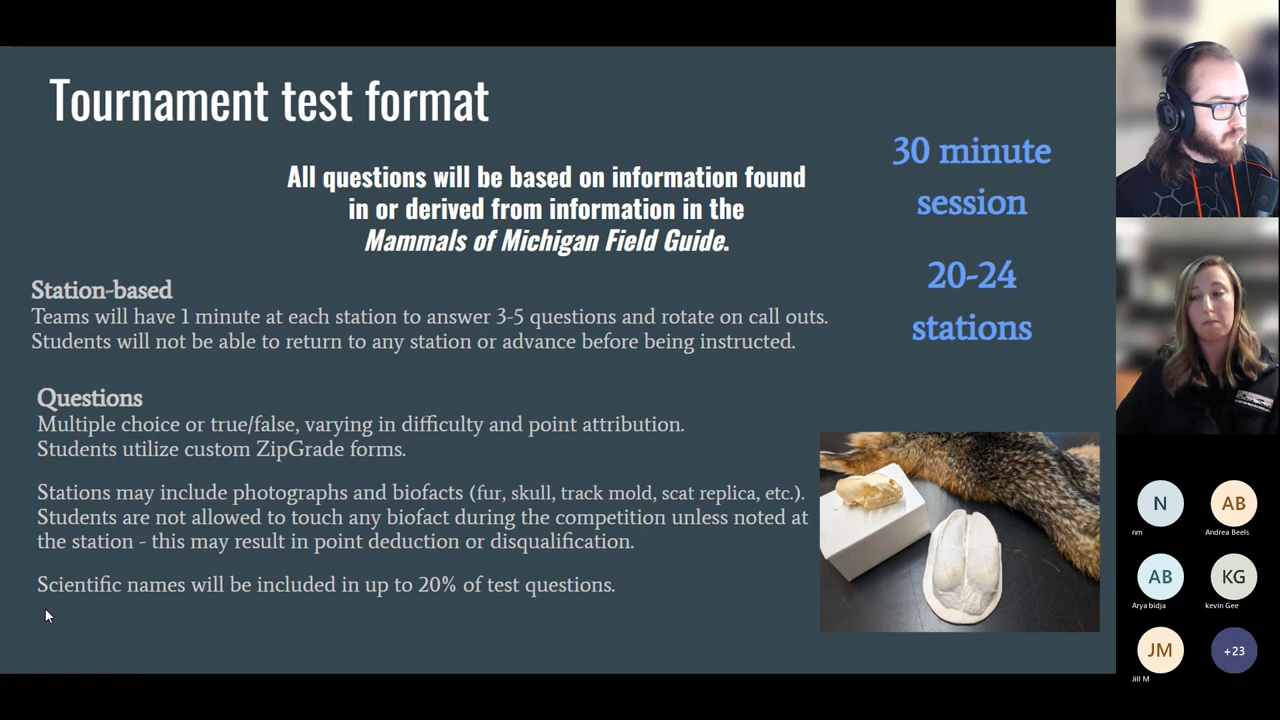 Tournament test format
All questions will be based on information found
in or derived from information in the
Mammals of Michigan Field Guide.
30 minute
session
20-24
stations
Station-based
Teams will have 1 minute at each station to answer 3-5 questions and rotate on call outs.
Students will not be able to return to any station or advance before being instructed.
Questions
Multiple choice or true/false, varying in difficulty and point attribution.
Students utilize custom ZipGrade forms.
Stations may include photographs and biofacts (fur, skull, track mold, scat replica, etc.).
Students are not allowed to touch any biofact during the competition unless noted at
the station - this may result in point deduction or disqualification.
Scientific names will be included in up to 20% of test questions.
N
nm
AB
Andrea Beels
AB
Arya bidja
KG
kevin Gee
JM
Jill M
+23